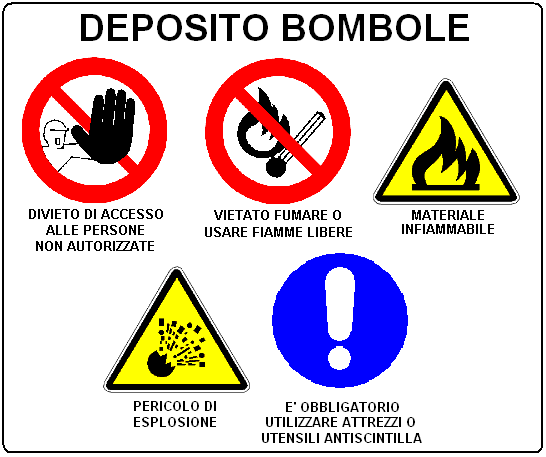 DEPOSITO BOMBOLE
DIVIETO DI ACCESSO
ALLE PERSONE
NON AUTORIZZATE
VIETATO FUMARE O
USARE FIAMME LIBERE
MATERIALE
INFIAMMABILE
PERICOLO DI
ESPLOSIONE
E' OBBLIGATORIO
UTILIZZARE ATTREZZI O
UTENSILI ANTISCINTILLA